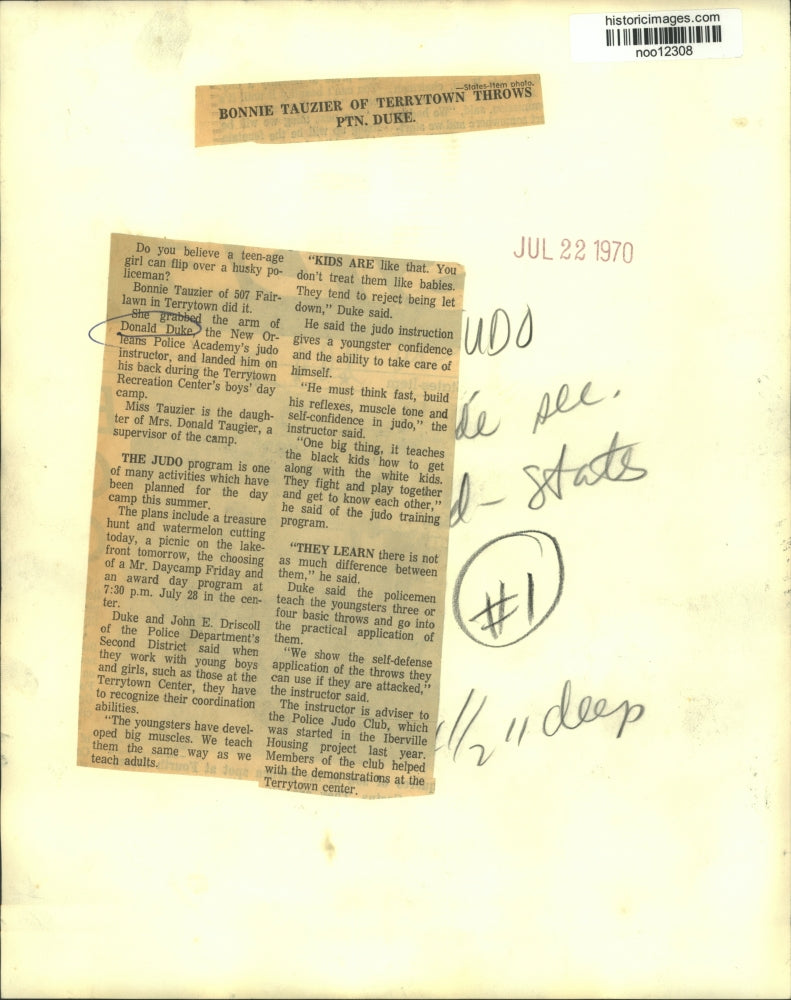 historicimages.com
noo12308
—States-Item photo.
BONNIE TAUZIER OF TERRYTOWN THROWS
PTN. DUKE.
JUL 22 1970
Do you believe a teen-age
girl can flip over a husky po-
liceman?
Bonnie Tauzier of 507 Fair-
lawn in Terrytown did it.
She grabbed the arm of
Donald Duke, the New Or-
leans Police Academy's judo
instructor, and landed him on
his back during the Terrytown
Recreation Center's boys' day
camp.
Miss Tauzier is the daugh-
ter of Mrs. Donald Taugier, a
supervisor of the camp.
THE JUDO program is one
of many activities which have
been planned for the day
camp this summer.
The plans include a treasure
hunt and watermelon cutting
today, a picnic on the lake-
front tomorrow, the choosing
of a Mr. Daycamp Friday and
an award day program at
7:30 p.m. July 28 in the cen-
ter.
Duke and John E. Driscoll
of the Police Department's
Second District said when
they work with young boys
and girls, such as those at the
Terrytown Center, they have
to recognize their coordination
abilities.
"The youngsters have devel-
oped big muscles. We teach
them the same way as we
teach adults.
"KIDS ARE like that. You
don't treat them like babies.
They tend to reject being let
down," Duke said.
He said the judo instruction
gives a youngster confidence
and the ability to take care of
himself.
"He must think fast, build
his reflexes, muscle tone and
self-confidence in judo," the
instructor said.
"One big thing, it teaches
the black kids how to get
along with the white kids.
They fight and play together
and get to know each other,"
he said of the judo training
program.
"THEY LEARN there is not
as much difference between
them," he said.
Duke said the policemen
teach the youngsters three or
four basic throws and go into
the practical application of
them.
"We show the self-defense
application of the throws they
can use if they are attacked,"
the instructor said.
The instructor is adviser to
the Police Judo Club, which
was started in the Iberville
Housing project last year.
Members of the club helped
with the demonstrations at the
Terrytown center.
UDO
de sec.
d- States
#1
1/2" deep